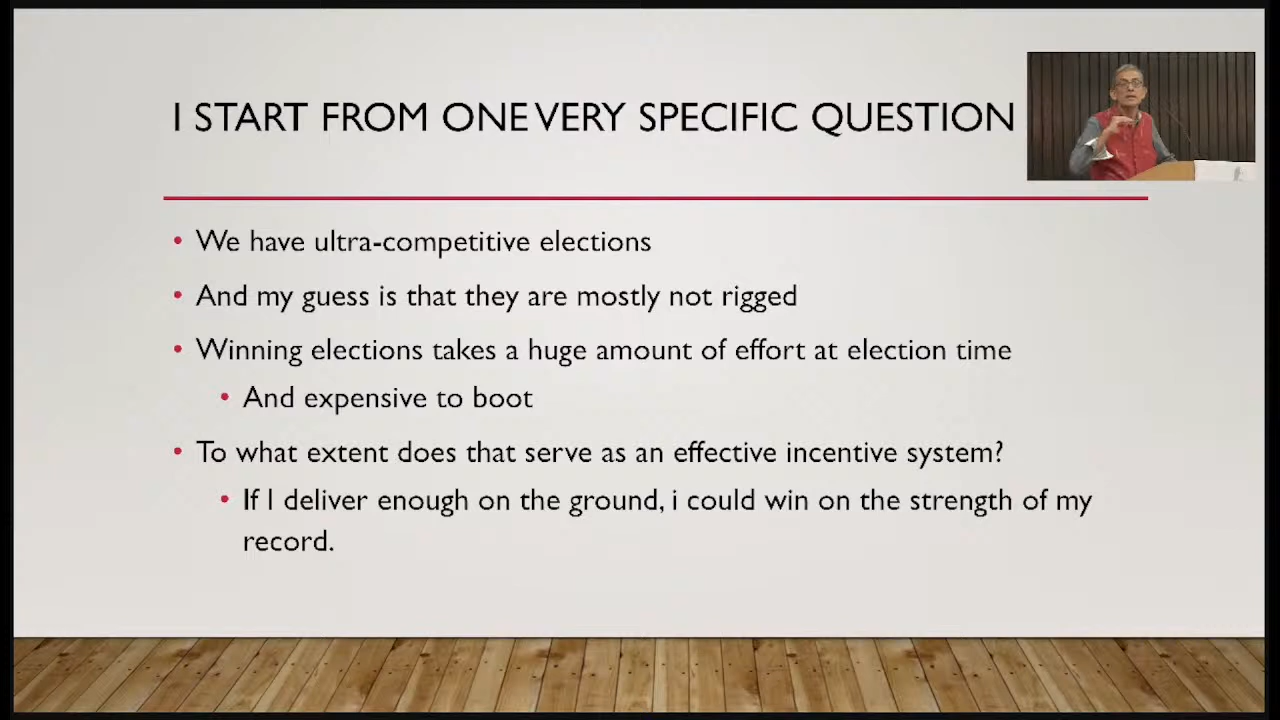 I START FROM ONE VERY SPECIFIC QUESTION
• We have ultra-competitive elections
• And my guess is that they are mostly not rigged
• Winning elections takes a huge amount of effort at election time
• And expensive to boot
• To what extent does that serve as an effective incentive system?
• If I deliver enough on the ground, i could win on the strength of my
record.